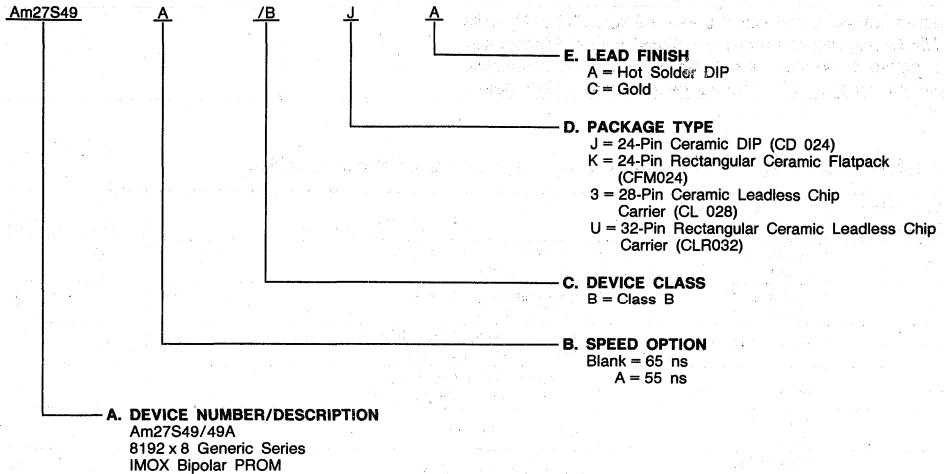 Am27S49 A /B J A
E. LEAD FINISH
A = Hot Solder DIP
C = Gold
D. PACKAGE TYPE
J = 24-Pin Ceramic DIP (CD 024)
K = 24-Pin Rectangular Ceramic Flatpack
(CFM024)
3 = 28-Pin Ceramic Leadless Chip
Carrier (CL 028)
U = 32-Pin Rectangular Ceramic Leadless Chip
Carrier (CLR032)
C. DEVICE CLASS
B = Class B
B. SPEED OPTION
Blank = 65 ns
A = 55 ns
A. DEVICE NUMBER/DESCRIPTION
Am27S49/49A
8192 x 8 Generic Series
IMOX Bipolar PROM